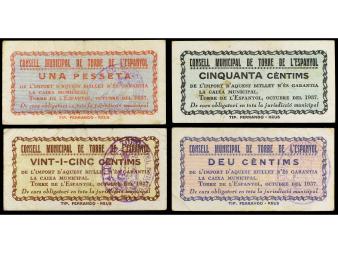 CONSELL MUNICIPAL DE TORRE DE L'ESPANYOL
UNA PESSETA
DE L'IMPORT D'AQUEST BITLLET N'ÉS GARANTIA
LA CAIXA MUNICIPAL.
TORRE DE L'ESPANYOL, OCTUBRE DEL 1937.
De curs obligatori en tota la jurisdicció municipal
TIP. FERRANDO - REUS
CONSELL MUNICIPAL DE TORRE DE L'ESPANYOL
CINQUANTA CÈNTIMS
DE L'IMPORT D'AQUEST BITLLET N'ÉS GARANTIA
LA CAIXA MUNICIPAL.
TORRE DE L'ESPANYOL, OCTUBRE DEL 1937.
De curs obligatori en tota la jurisdicció municipal
TIP. FERRANDO - REUS
CONSELL MUNICIPAL DE TORRE DE L'ESPANYOL
VINT-I-CINC CÈNTIMS
DE L'IMPORT D'AQUEST BITLLET N'ÉS GARANTIA
LA CAIXA MUNICIPAL.
TORRE DE L'ESPANYOL, OCTUBRE DEL 1937.
De curs obligatori en tota la jurisdicció municipal
TIP. FERRANDO - REUS
CONSELL MUNICIPAL DE TORRE DE L'ESPANYOL
DEU CÈNTIMS
DE L'IMPORT D'AQUEST BITLLET N'ÉS GARANTIA
LA CAIXA MUNICIPAL.
TORRE DE L'ESPANYOL, OCTUBRE DEL 1937.
De curs obligatori en tota la jurisdicció municipal
TIP. FERRANDO - REUS